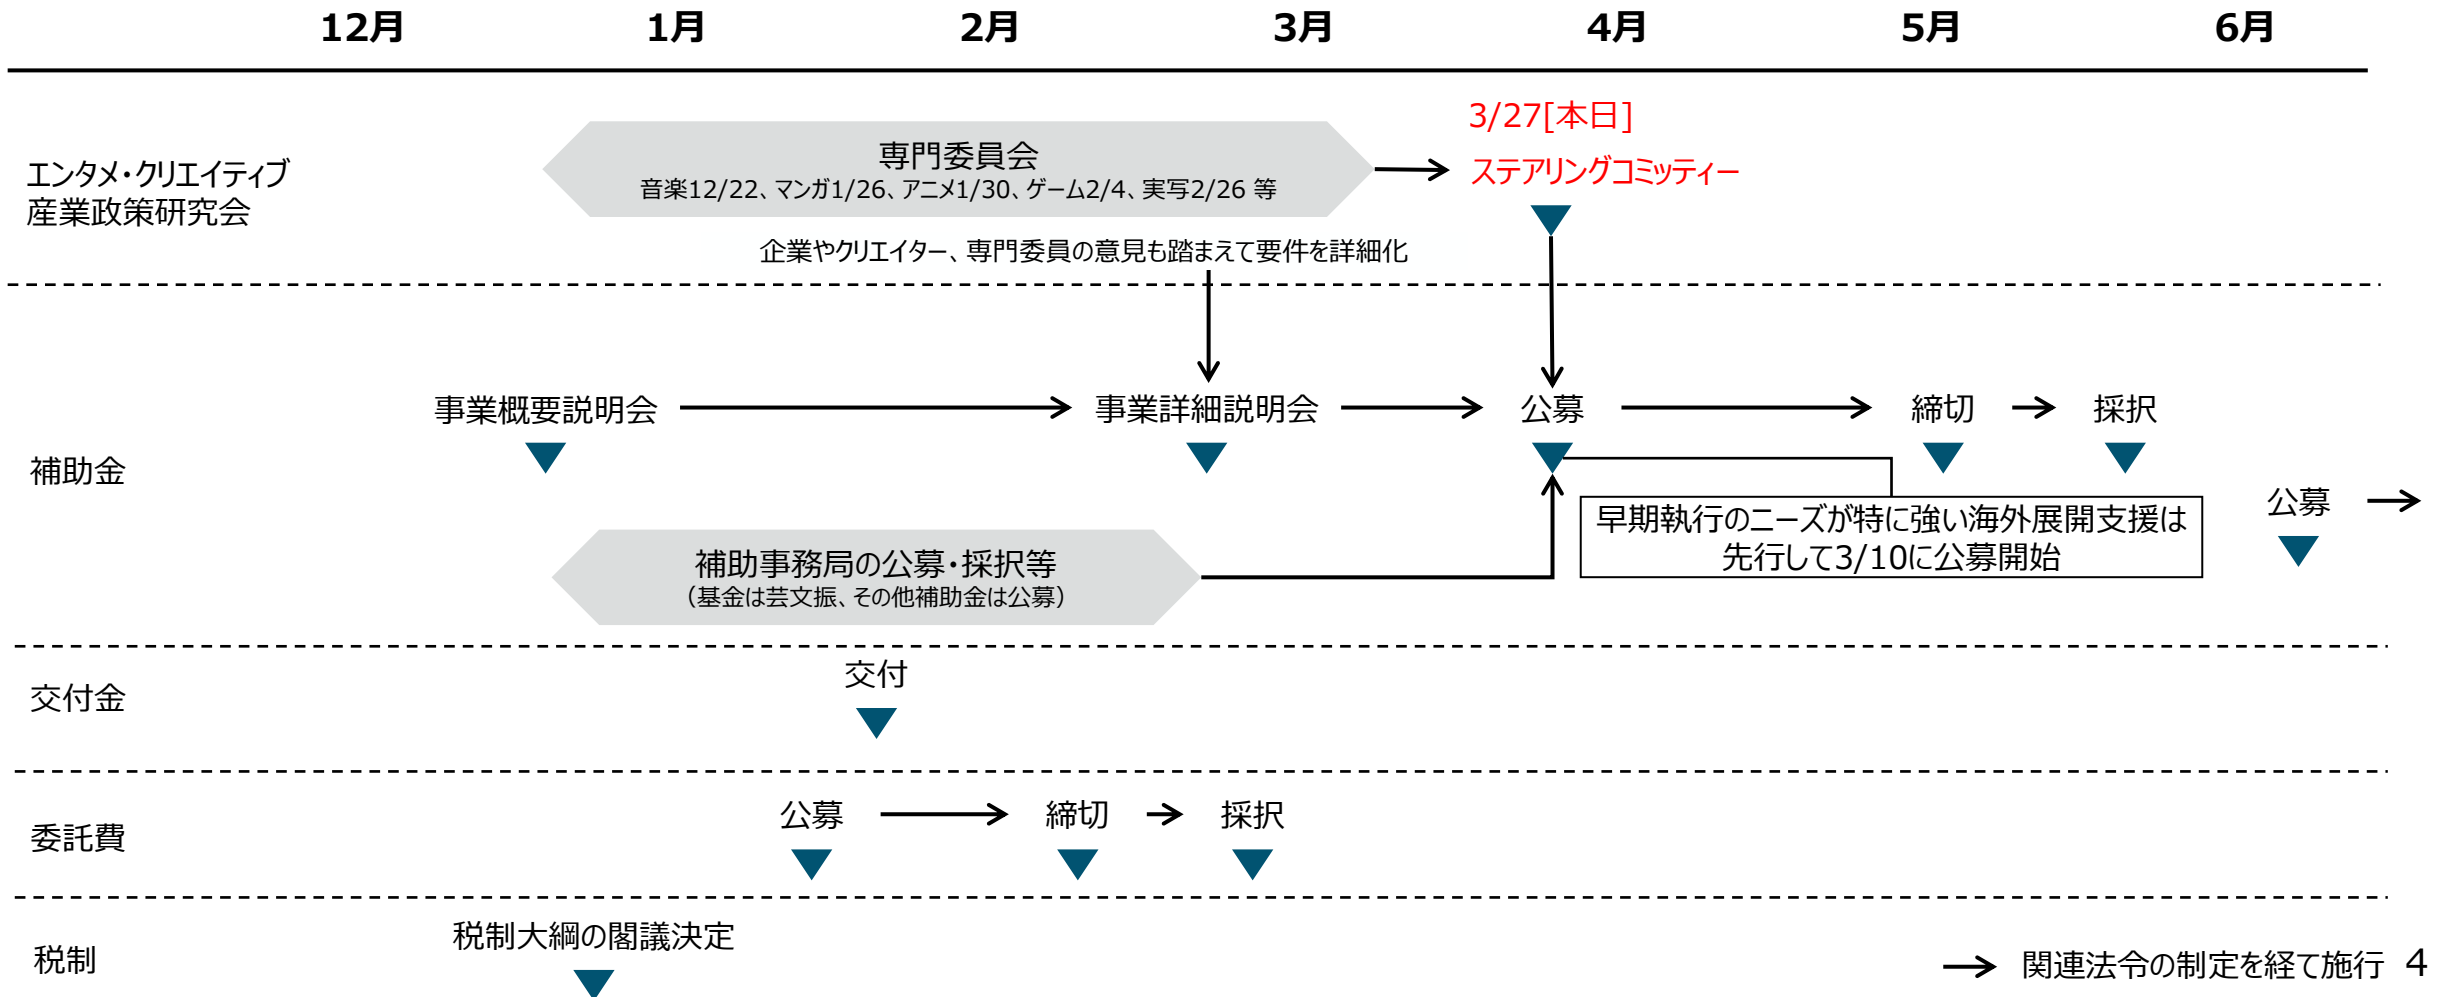 12月 1月 2月 3月 4月 5月 6月
エンタメ・クリエイティブ
産業政策研究会
専門委員会
音楽12/22、マンガ1/26、アニメ1/30、ゲーム2/4、実写2/26 等
3/27[本日]
ステアリングコミッティー
企業やクリエイター、専門委員の意見も踏まえて要件を詳細化
補助金
事業概要説明会
事業詳細説明会
公募
締切
採択
公募
早期執行のニーズが特に強い海外展開支援は
先行して3/10に公募開始
補助事務局の公募・採択等
（基金は芸文振、その他補助金は公募）
交付金
交付
委託費
公募
締切
採択
税制
税制大綱の閣議決定
関連法令の制定を経て施行
4